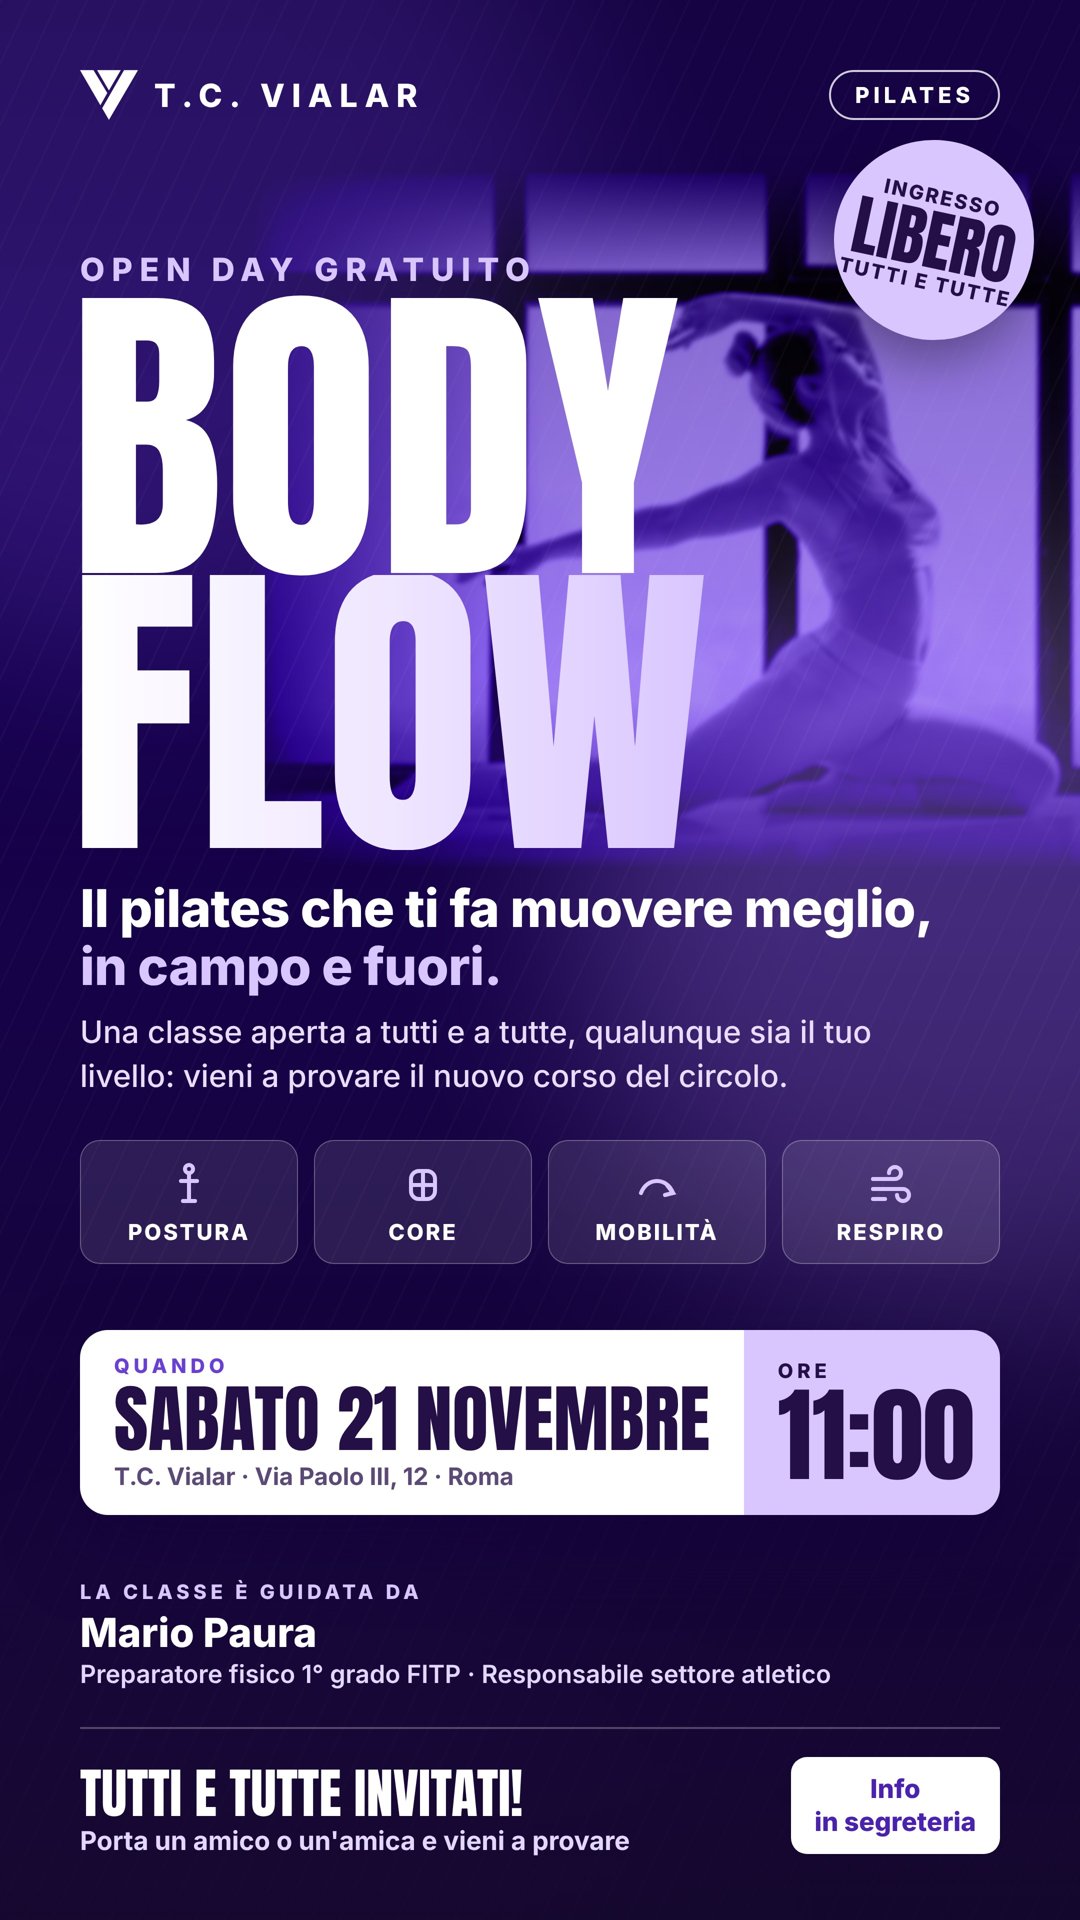 T.C. VIALAR
PILATES
INGRESSO
LIBERO
TUTTI E TUTTE
OPEN DAY GRATUITO
BODY
FLOW
Il pilates che ti fa muovere meglio,
in campo e fuori.
Una classe aperta a tutti e a tutte, qualunque sia il tuo
livello: vieni a provare il nuovo corso del circolo.
POSTURA
CORE
MOBILITÀ
RESPIRO
QUANDO
SABATO 21 NOVEMBRE
T.C. Vialar · Via Paolo III, 12 · Roma
ORE
11:00
LA CLASSE È GUIDATA DA
Mario Paura
Preparatore fisico 1° grado FITP · Responsabile settore atletico
TUTTI E TUTTE INVITATI!
Porta un amico o un'amica e vieni a provare
Info
in segreteria